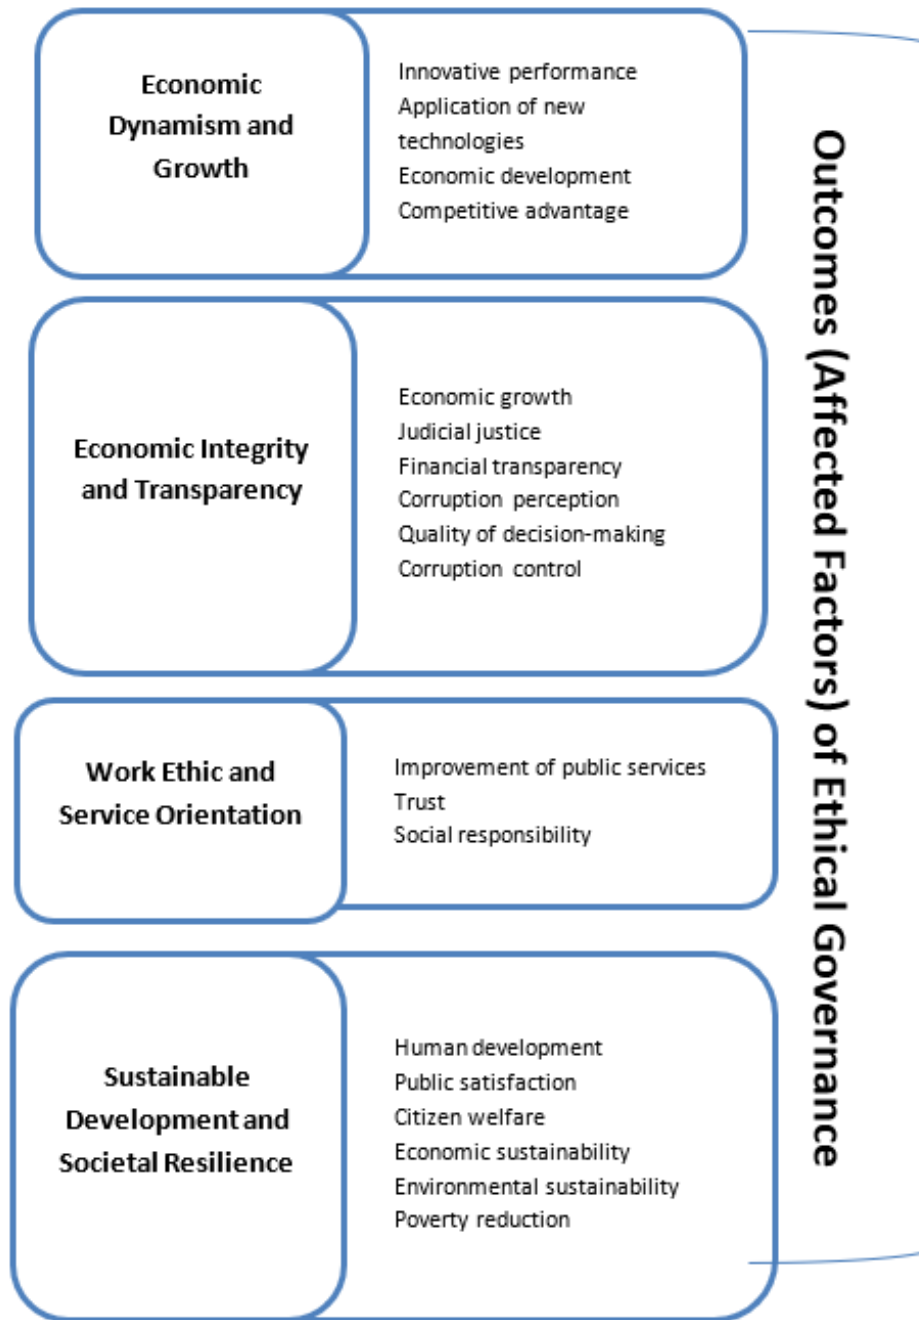 Economic
Dynamism and
Growth
Innovative performance
Application of new
technologies
Economic development
Competitive advantage
Economic Integrity
and Transparency
Economic growth
Judicial justice
Financial transparency
Corruption perception
Quality of decision-making
Corruption control
Work Ethic and
Service Orientation
Improvement of public services
Trust
Social responsibility
Sustainable
Development and
Societal Resilience
Human development
Public satisfaction
Citizen welfare
Economic sustainability
Environmental sustainability
Poverty reduction
Outcomes (Affected Factors) of Ethical Governance